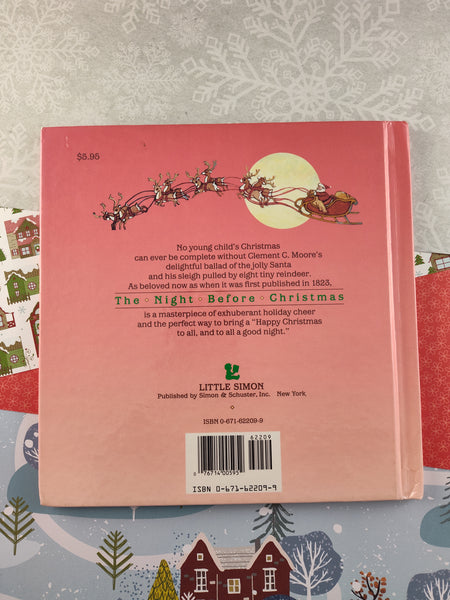 $5.95
No young child's Christmas
can ever be complete without Clement C. Moore's
delightful ballad of the jolly Santa
and his sleigh pulled by eight tiny reindeer.
As beloved now as when it was first published in 1823,
The • Night • Before • Christmas
is a masterpiece of exhuberant holiday cheer
and the perfect way to bring a "Happy Christmas
to all, and to all a good night."
LITTLE SIMON
Published by Simon & Schuster, Inc. New York
ISBN 0-671-62209-9
62209
0 76714 00595
ISBN 0-671-62209-9